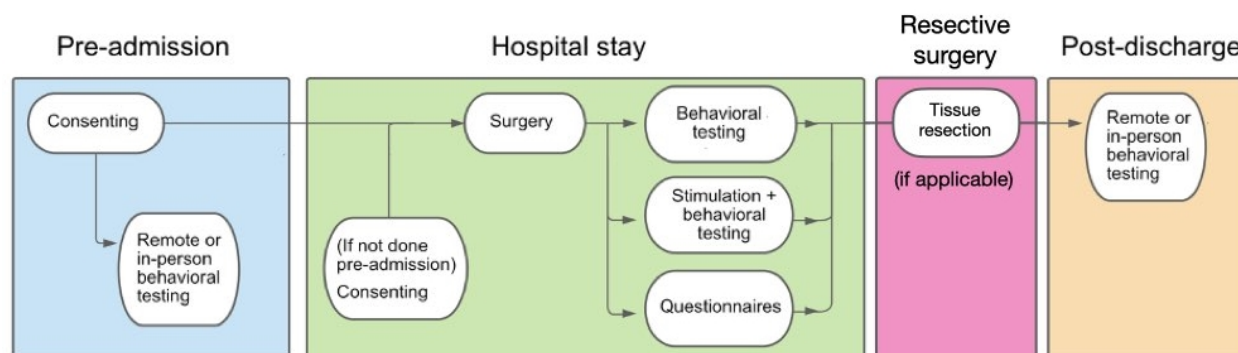 Pre-admission
Hospital stay
Resective
surgery
Post-discharge
Consenting
Remote or
in-person
behavioral
testing
(If not done
pre-admission)
Consenting
Surgery
Behavioral
testing
Stimulation +
behavioral
testing
Questionnaires
Tissue
resection
(if applicable)
Remote or
in-person
behavioral
testing